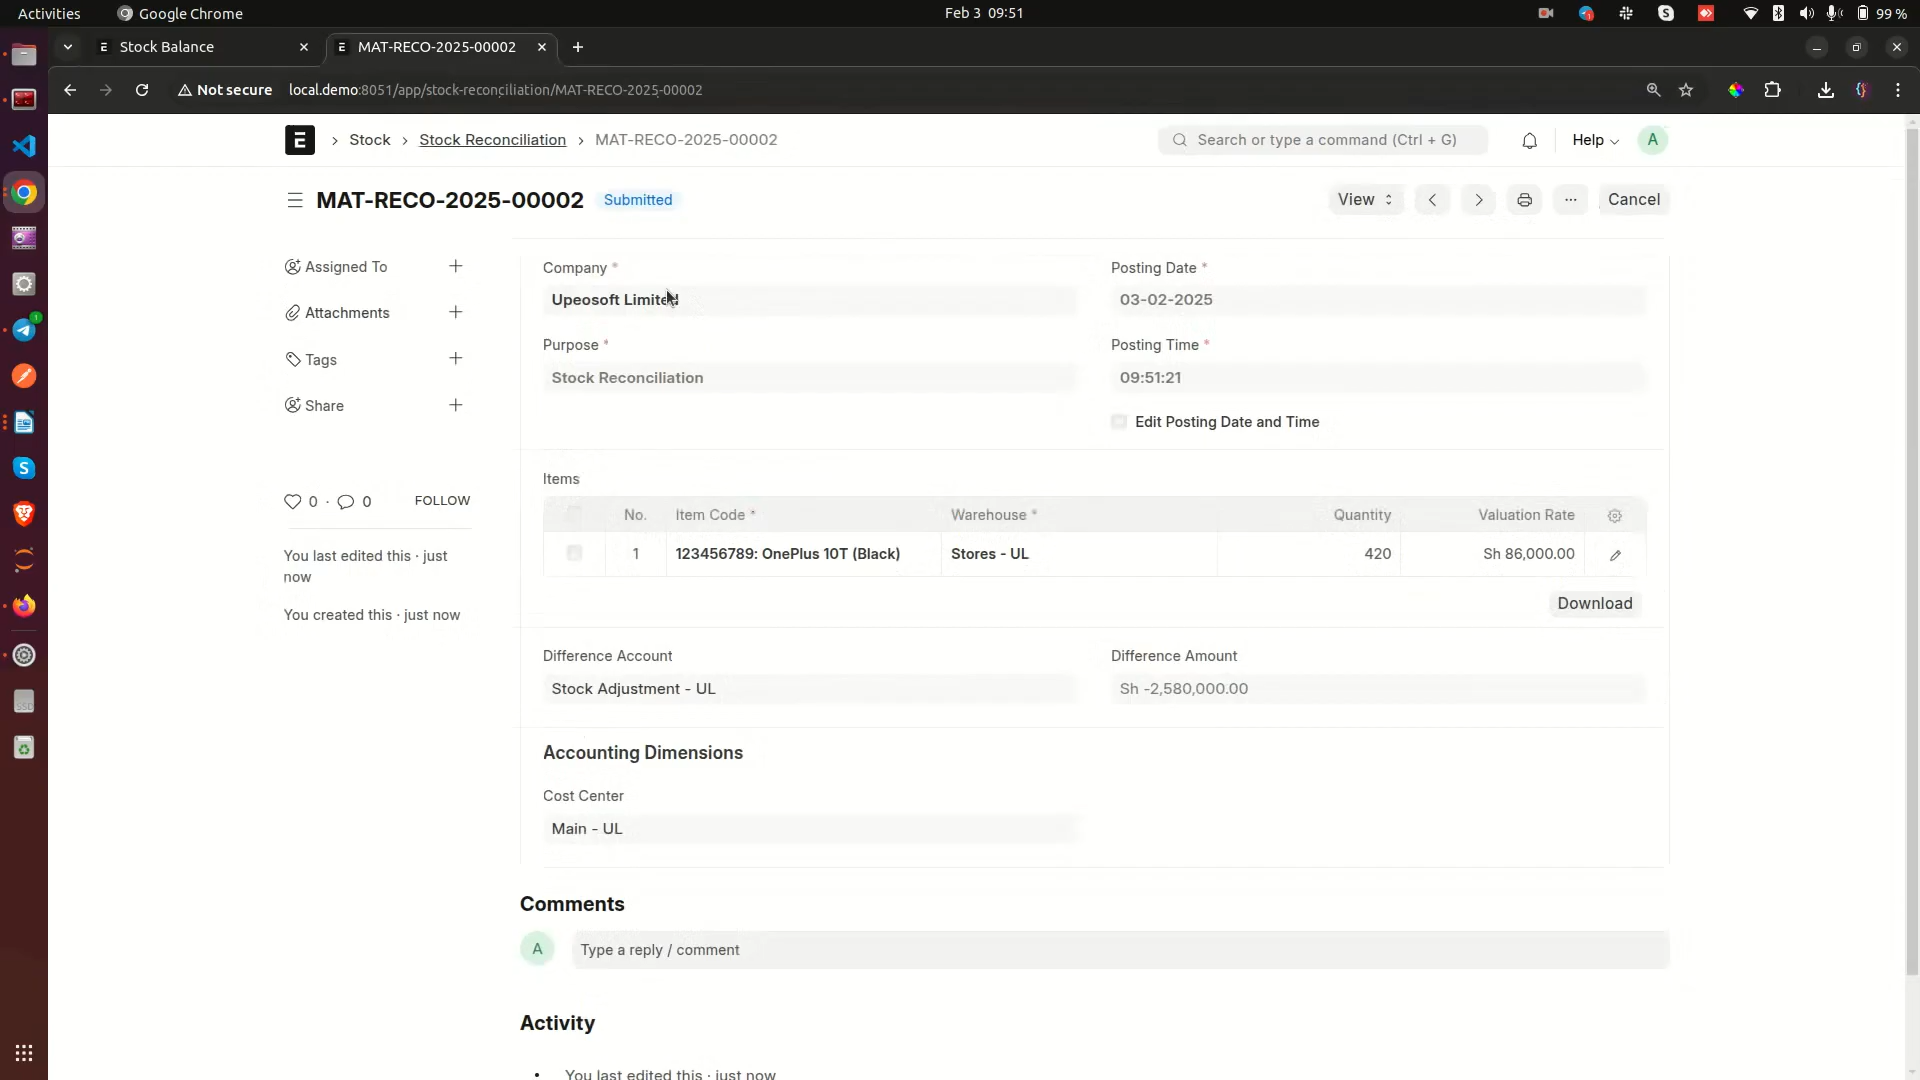 Activities
Google Chrome
Feb 3 09:51
99 %
Stock Balance
MAT-RECO-2025-00002
Not secure
local.demo:8051/app/stock-reconciliation/MAT-RECO-2025-00002
E
Stock
Stock Reconciliation
MAT-RECO-2025-00002
Search or type a command (Ctrl + G)
Help
A
MAT-RECO-2025-00002
Submitted
View
Cancel
Assigned To
Attachments
Tags
Share
0 · 0
FOLLOW
You last edited this · just
now
You created this · just now
Company *
Upeosoft Limited
Posting Date *
03-02-2025
Purpose *
Stock Reconciliation
Posting Time *
09:51:21
Edit Posting Date and Time
Items
No.
Item Code *
Warehouse *
Quantity
Valuation Rate
1
123456789: OnePlus 10T (Black)
Stores - UL
420
Sh 86,000.00
Download
Difference Account
Stock Adjustment - UL
Difference Amount
Sh -2,580,000.00
Accounting Dimensions
Cost Center
Main - UL
Comments
A
Type a reply / comment
Activity
You last edited this · just now